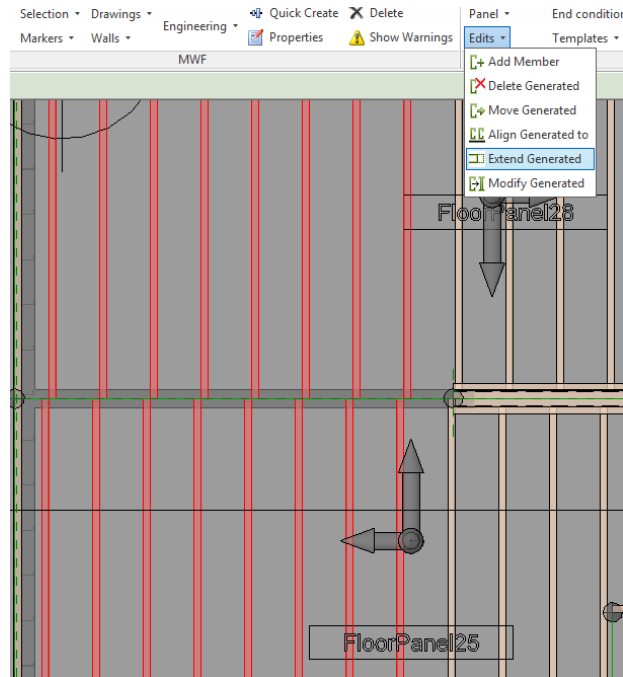 Selection Drawings Engineering Quick Create Delete Panel End condition
Markers Walls Properties Show Warnings Edits Templates
MWF
Add Member
Delete Generated
Move Generated
Align Generated to
Extend Generated
Modify Generated
FloorPanel28
FloorPanel25